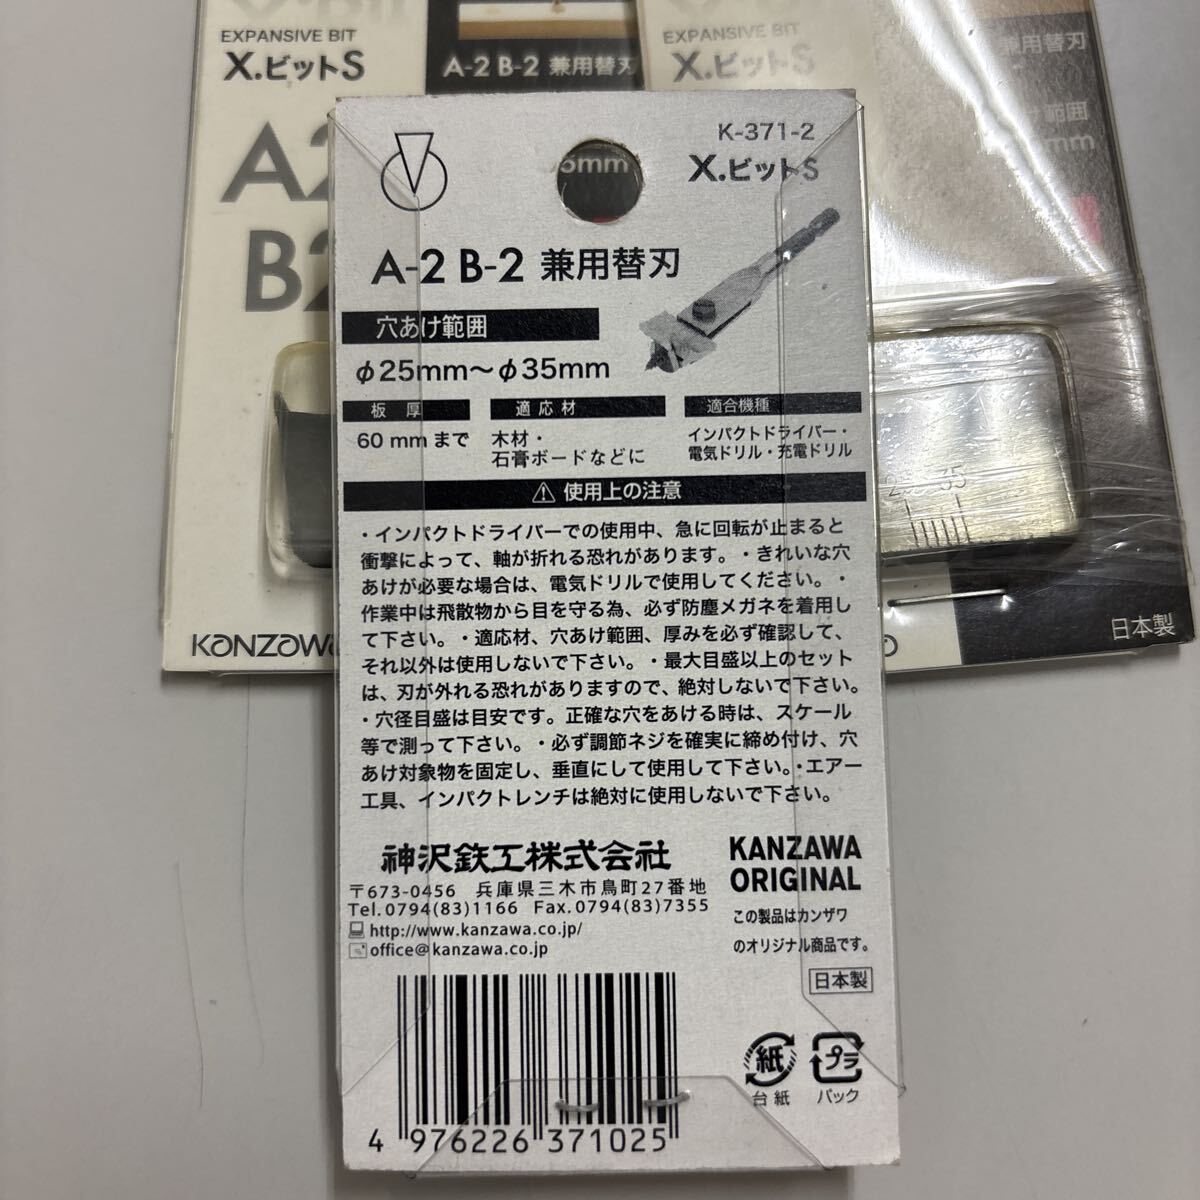 EXPANSIVE BIT
X.ビットS
A-2 B-2 兼用替刃
EXPANSIVE BIT
X.ビットS
兼用替刃
範囲
mm
A2
B2
K-371-2
X.ビットS
5mm
A-2 B-2 兼用替刃
穴あけ範囲
φ25mm～φ35mm
板厚
60mmまで
適応材
木材・
石膏ボードなどに
適合機種
インパクトドライバー・
電気ドリル・充電ドリル
⚠ 使用上の注意
・インパクトドライバーでの使用中、急に回転が止まると
衝撃によって、軸が折れる恐れがあります。・きれいな穴
あけが必要な場合は、電気ドリルで使用してください。・
作業中は飛散物から目を守る為、必ず防塵メガネを着用し
て下さい。・適応材、穴あけ範囲、厚みを必ず確認して、
それ以外は使用しないで下さい。・最大目盛以上のセット
は、刃が外れる恐れがありますので、絶対しないで下さい。
・穴径目盛は目安です。正確な穴をあける時は、スケール
等で測って下さい。・必ず調節ネジを確実に締め付け、穴
あけ対象物を固定し、垂直にして使用して下さい。・エアー
工具、インパクトレンチは絶対に使用しないで下さい。
35
KANZAWA
日本製
神沢鉄工株式会社
〒673-0456 兵庫県三木市鳥町27番地
Tel.0794(83)1166 Fax.0794(83)7355
http://www.kanzawa.co.jp/
office@kanzawa.co.jp
KANZAWA
ORIGINAL
この製品はカンザワ
のオリジナル商品です。
日本製
紙
台紙
プラ
パック
4 976226 371025